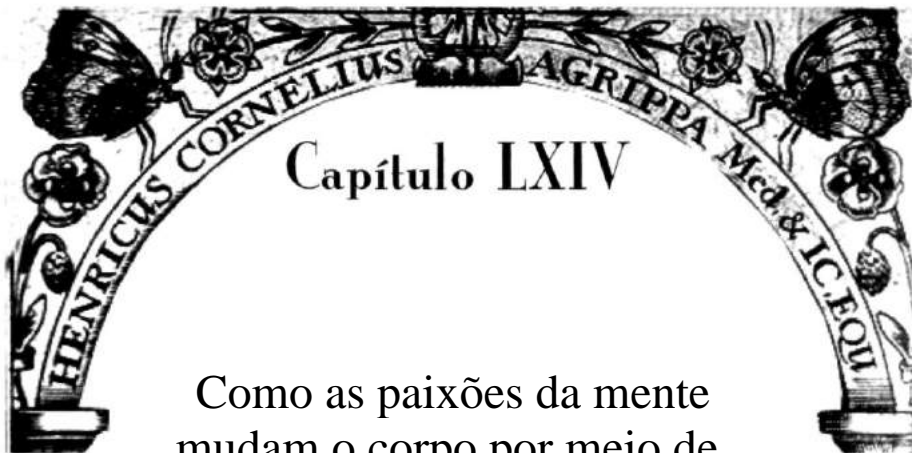 HENRICUS CORNELIUS AGRIPPA Med. & IC. EQU
Capítulo LXIV
Como as paixões da mente
mudam o corpo por meio de